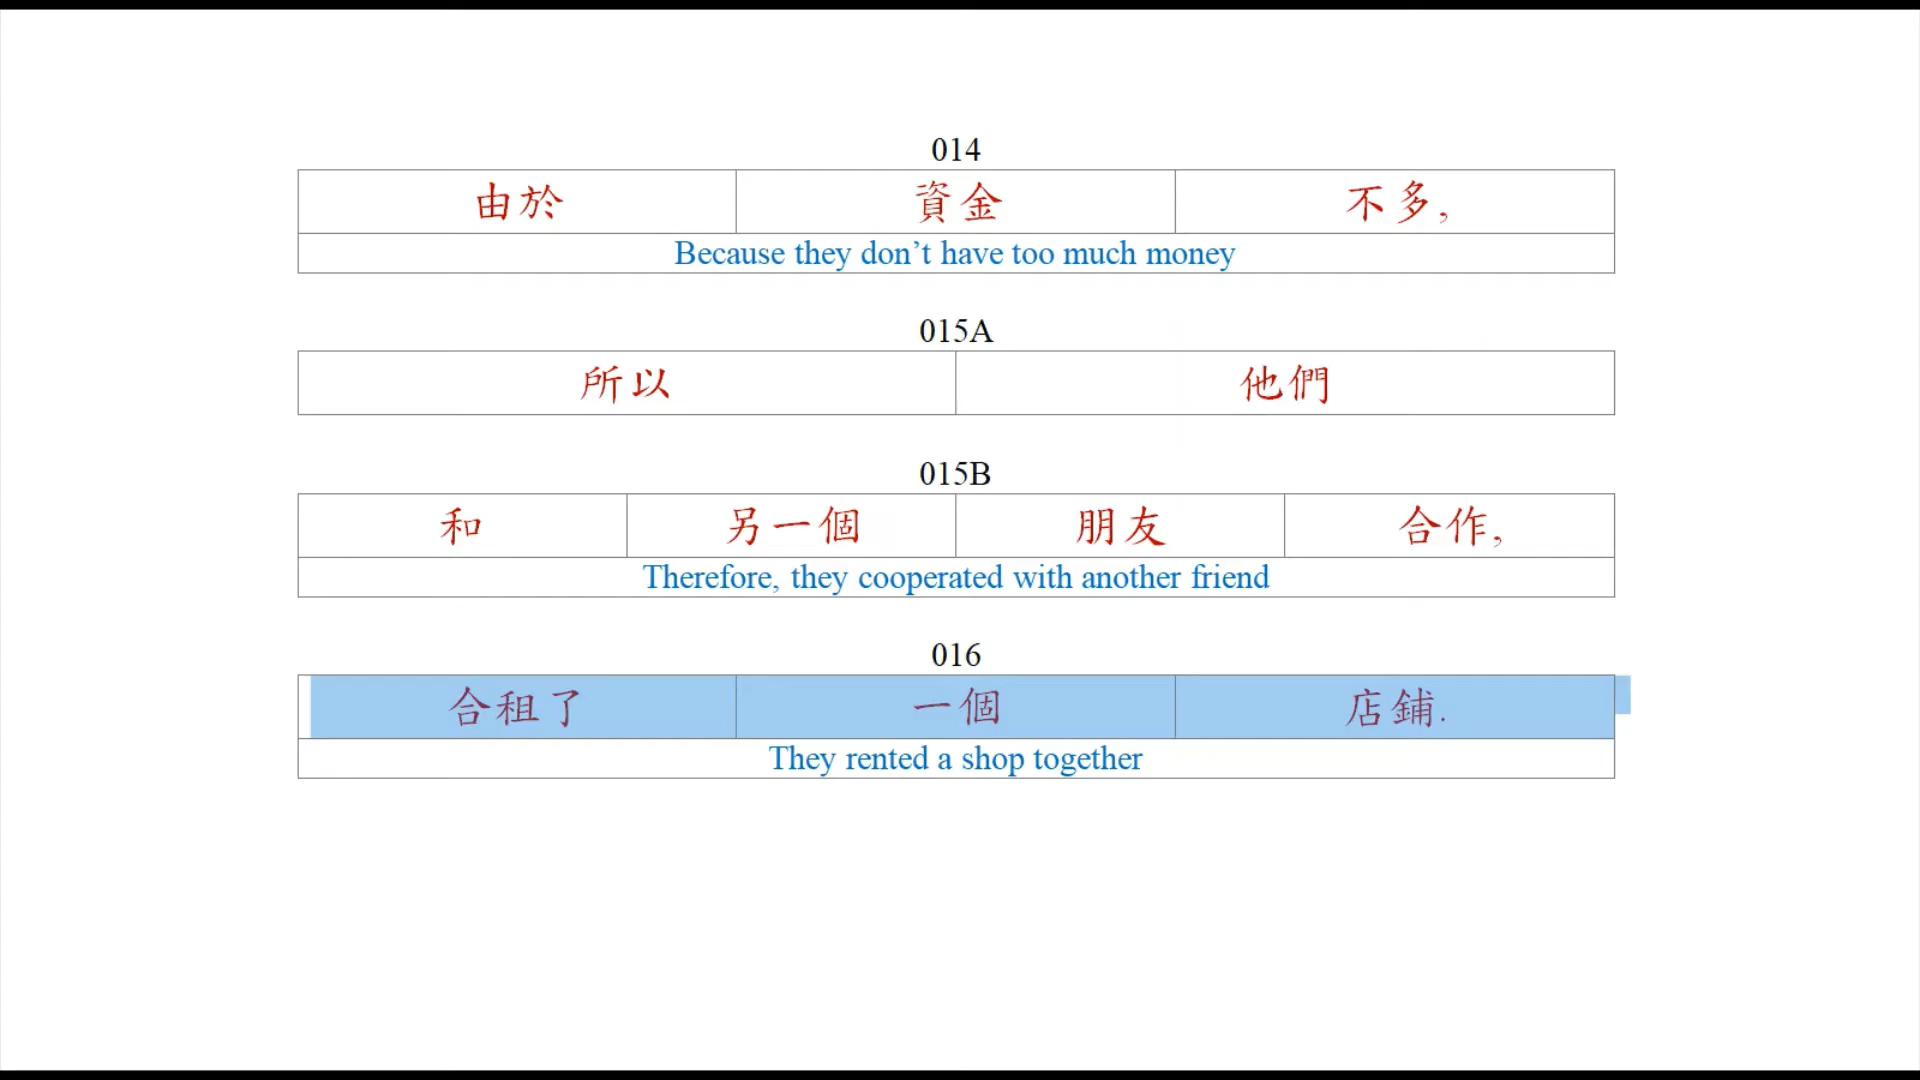 014
由於 資金 不多,
Because they don’t have too much money
015A
所以 他們
015B
和 另一個 朋友 合作,
Therefore, they cooperated with another friend
016
合租了 一個 店鋪.
They rented a shop together